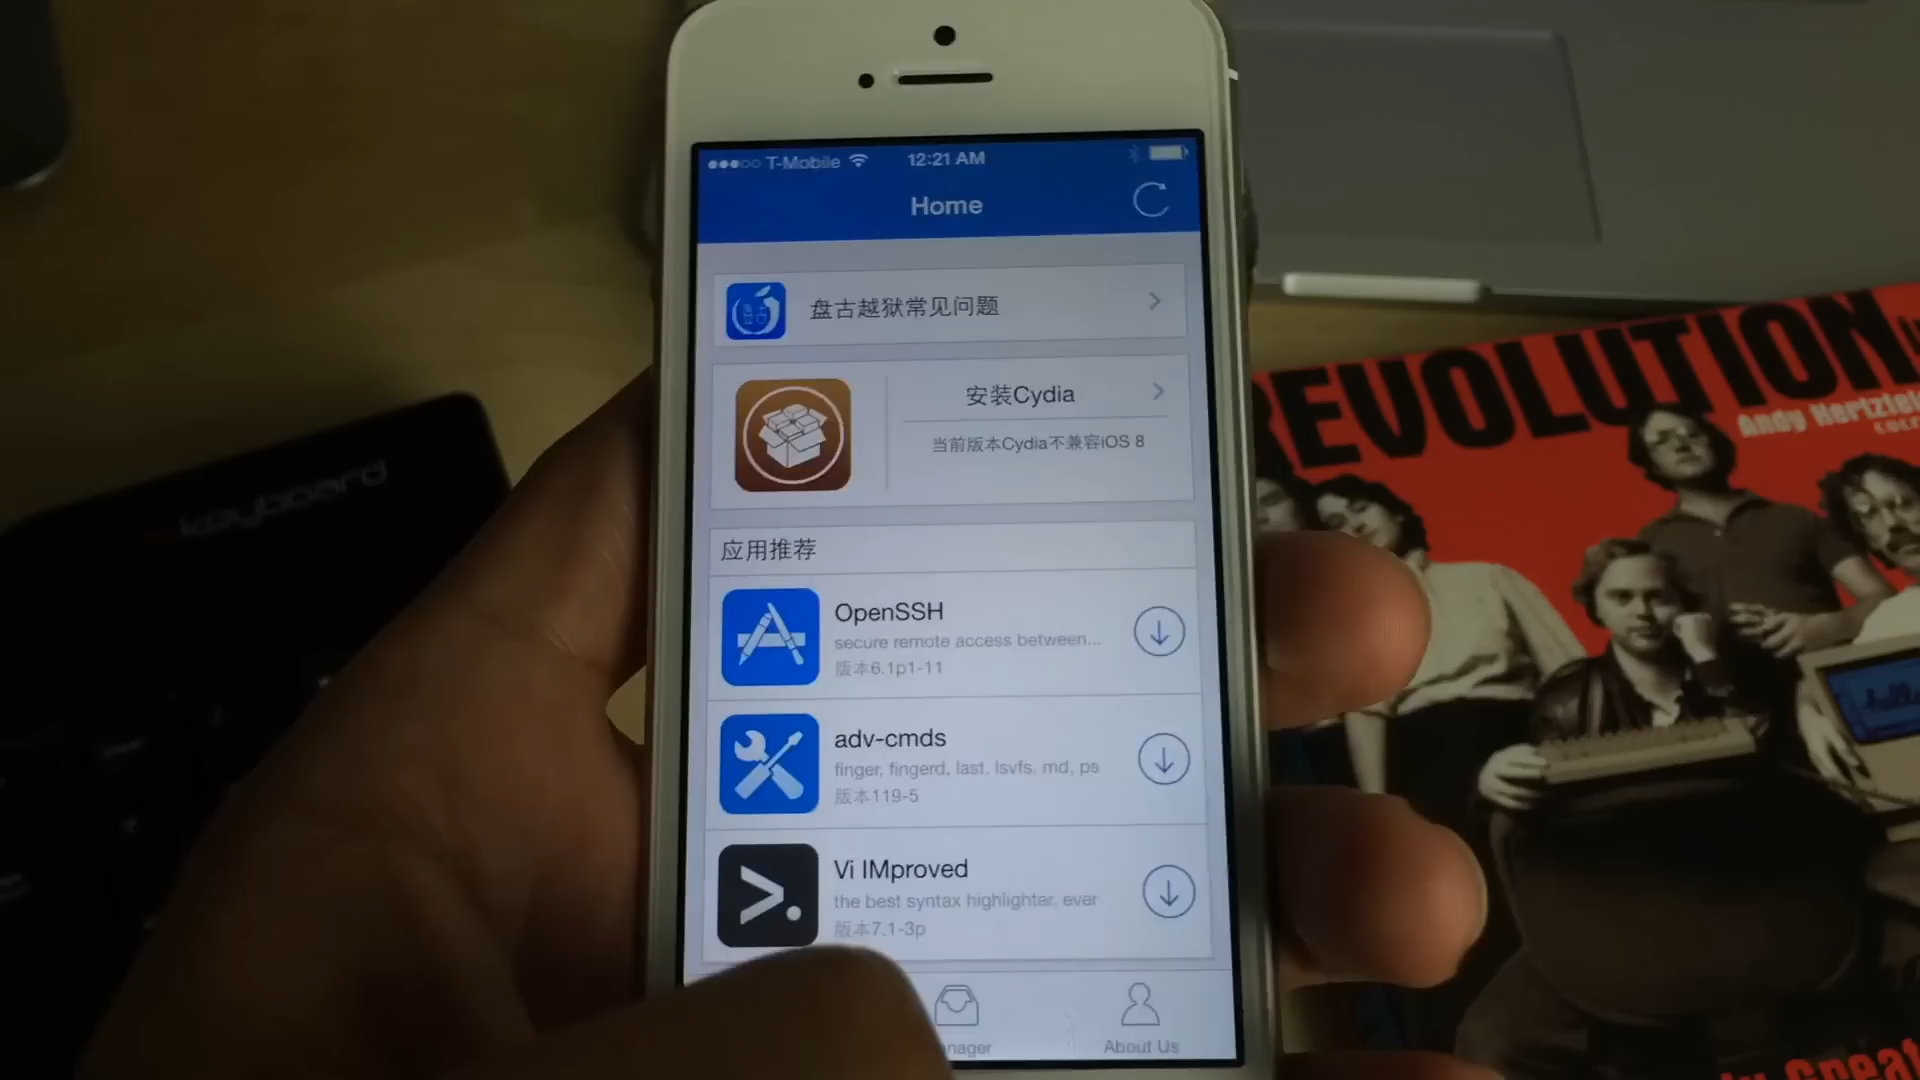 T-Mobile
12:21 AM
Home
盘古越狱常见问题
安装Cydia
当前版本Cydia不兼容iOS 8
应用推荐
OpenSSH
secure remote access between...
版本6.1p1-11
adv-cmds
finger, fingerd, last, lsvfs, md, ps
版本119-5
Vi IMproved
the best syntax highlighter, ever
版本7.1-3p
nager
About Us
keyboard
REVOLUTION
Andy Hertzfel
hello